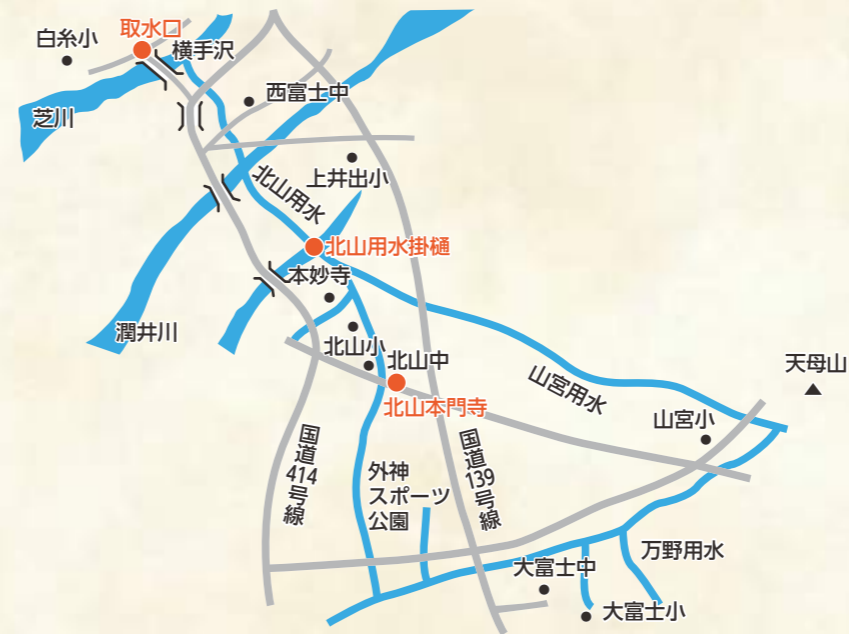 取水口
白糸小
横手沢
西富士中
芝川
上井出小
北山用水
北山用水掛樋
本妙寺
潤井川
北山小
北山中
天母山
山宮用水
北山本門寺
山宮小
国道414号線
国道139号線
外神
スポーツ
公園
万野用水
大富士中
大富士小